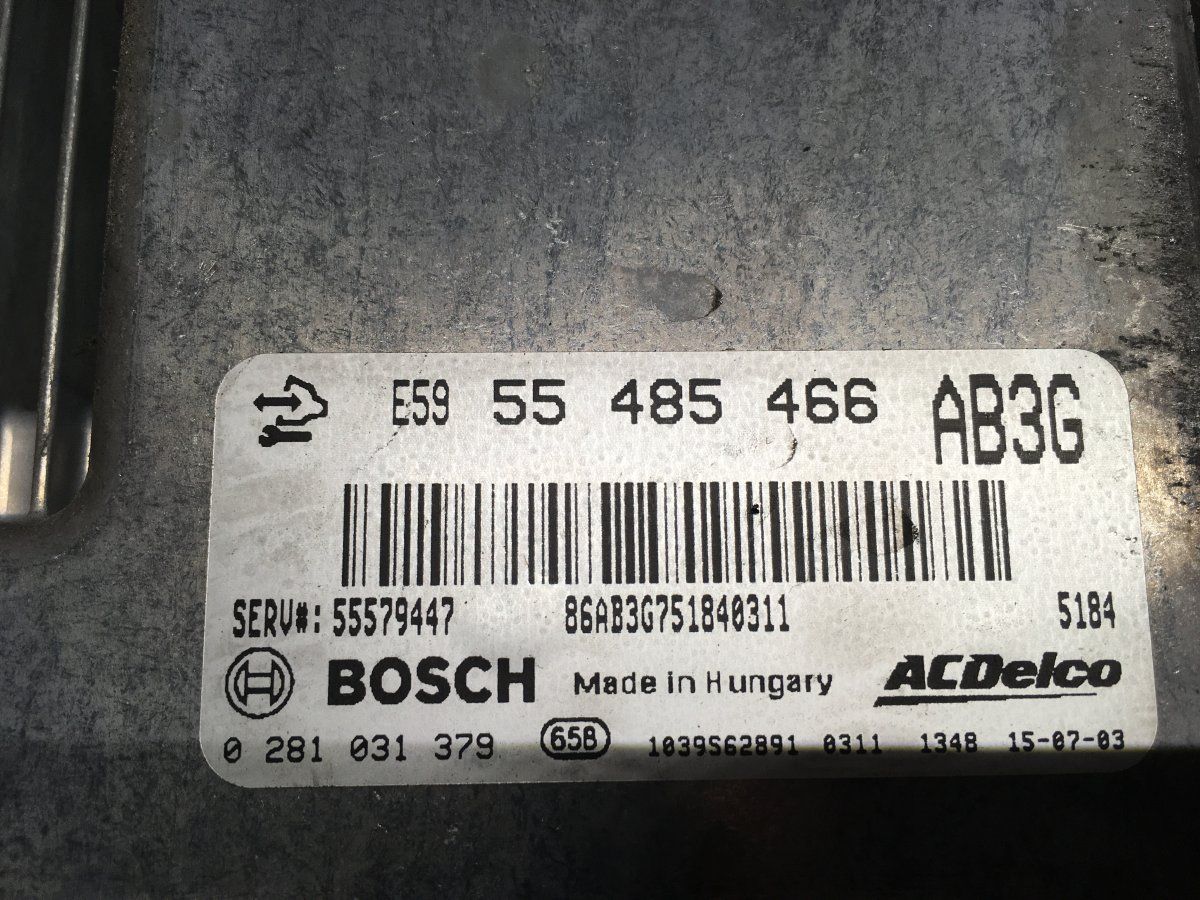 E59 55 485 466 AB3G
SERV#: 55579447 86AB3G751840311 5184
BOSCH Made in Hungary ACDelco
0 281 031 379 65B 1039S62891 0311 1348 15-07-03